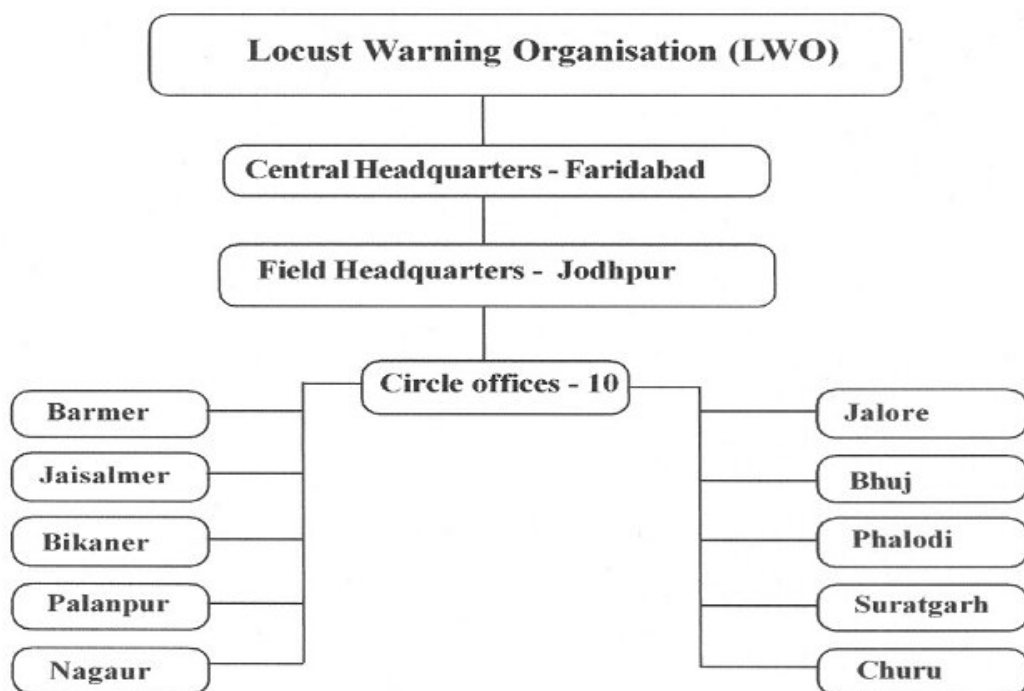 Locust Warning Organisation (LWO)
Central Headquarters - Faridabad
Field Headquarters - Jodhpur
Circle offices - 10
Barmer
Jaisalmer
Bikaner
Palanpur
Nagaur
Jalore
Bhuj
Phalodi
Suratgarh
Churu